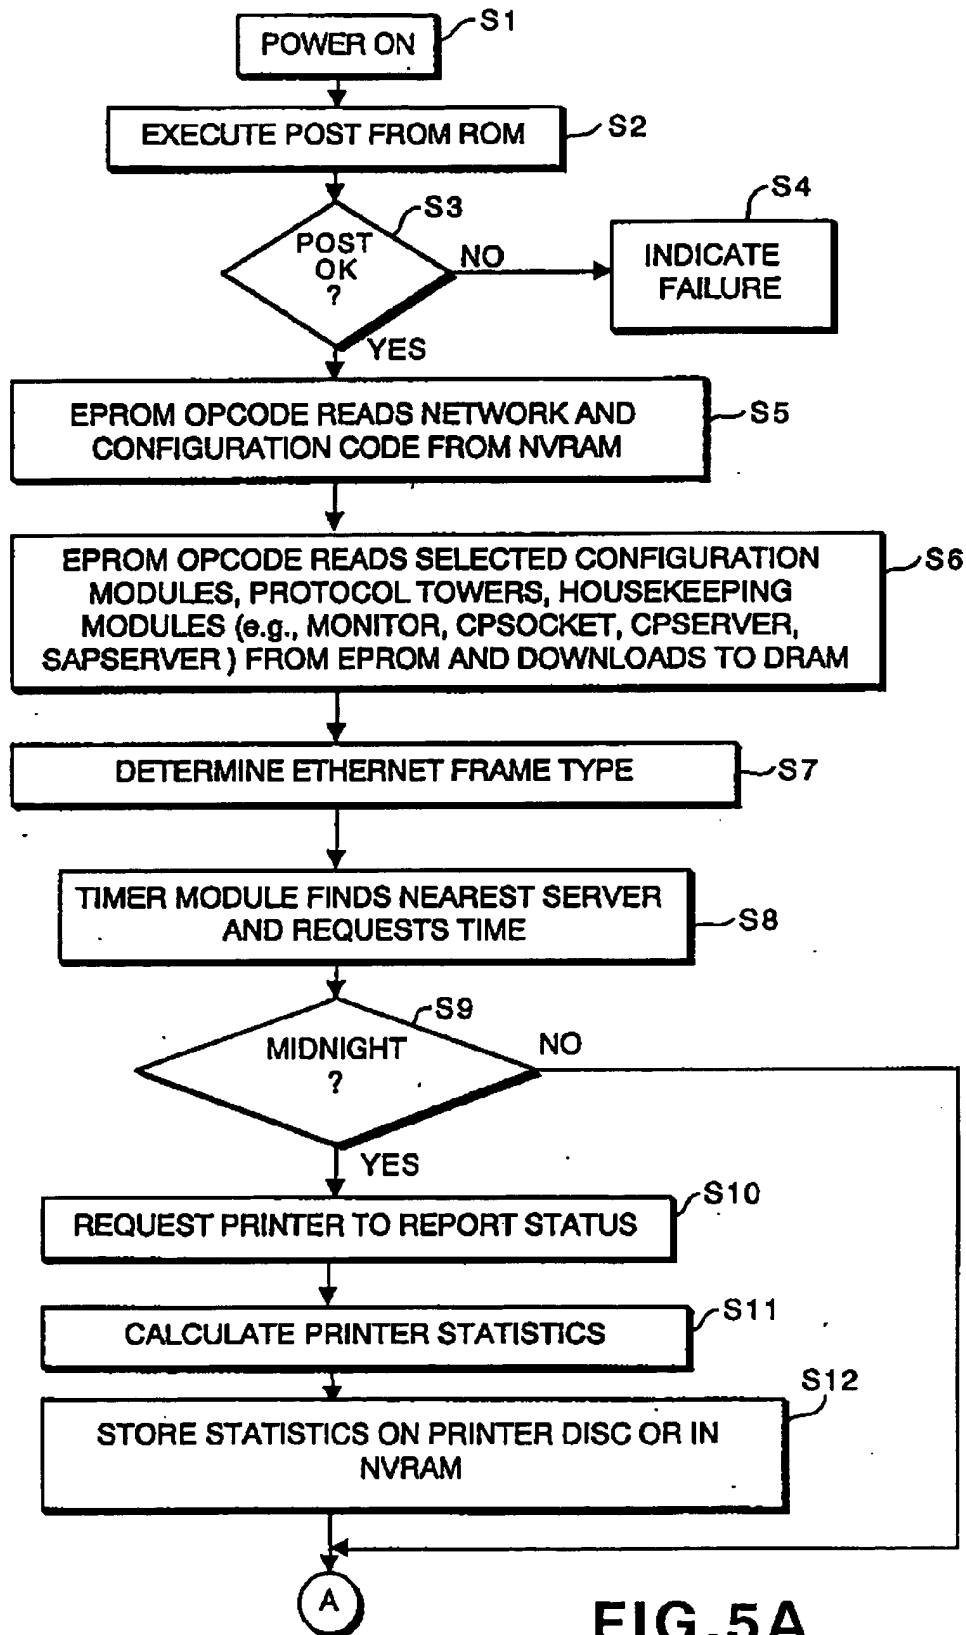 POWER ON
S1
EXECUTE POST FROM ROM
S2
S3
POST
OK
?
NO
S4
INDICATE
FAILURE
YES
EPROM OPCODE READS NETWORK AND
CONFIGURATION CODE FROM NVRAM
S5
EPROM OPCODE READS SELECTED CONFIGURATION
MODULES, PROTOCOL TOWERS, HOUSEKEEPING
MODULES (e.g., MONITOR, CPSOCKET, CPSERVER,
SAPSERVER ) FROM EPROM AND DOWNLOADS TO DRAM
S6
DETERMINE ETHERNET FRAME TYPE
S7
TIMER MODULE FINDS NEAREST SERVER
AND REQUESTS TIME
S8
S9
MIDNIGHT
?
NO
YES
REQUEST PRINTER TO REPORT STATUS
S10
CALCULATE PRINTER STATISTICS
S11
STORE STATISTICS ON PRINTER DISC OR IN
NVRAM
S12
A
FIG.5A